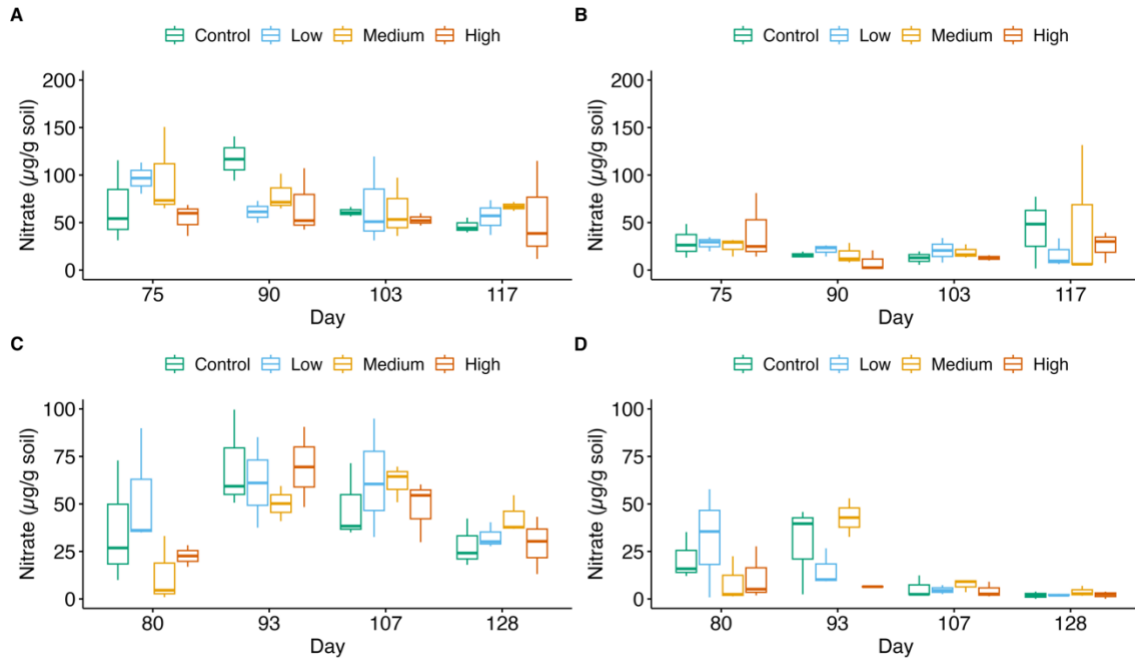 A
Control Low Medium High
Nitrate (µg/g soil)
200
150
100
50
0
75 90 103 117
Day
B
Control Low Medium High
Nitrate (µg/g soil)
200
150
100
50
0
75 90 103 117
Day
C
Control Low Medium High
Nitrate (µg/g soil)
100
75
50
25
0
80 93 107 128
Day
D
Control Low Medium High
Nitrate (µg/g soil)
100
75
50
25
0
80 93 107 128
Day